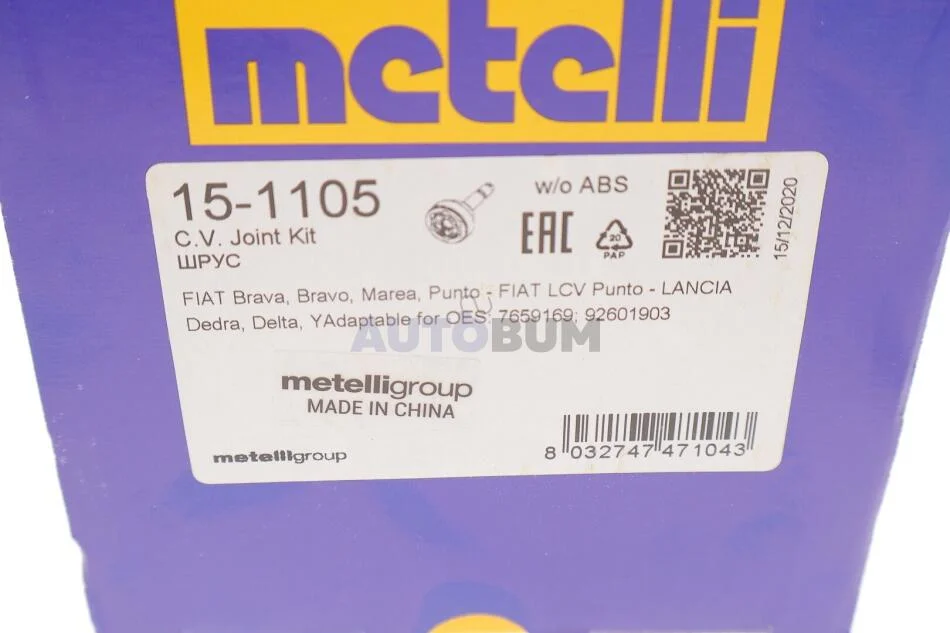 metelli
15-1105
w/o ABS
C.V. Joint Kit
ШРУС
EAC
20
PAP
15/12/2020
FIAT Brava, Bravo, Marea, Punto - FIAT LCV Punto - LANCIA
Dedra, Delta, YAdaptable for OES: 7659169; 92601903
AUTOBUM
metelligroup
MADE IN CHINA
metelligroup
8 032747 471043